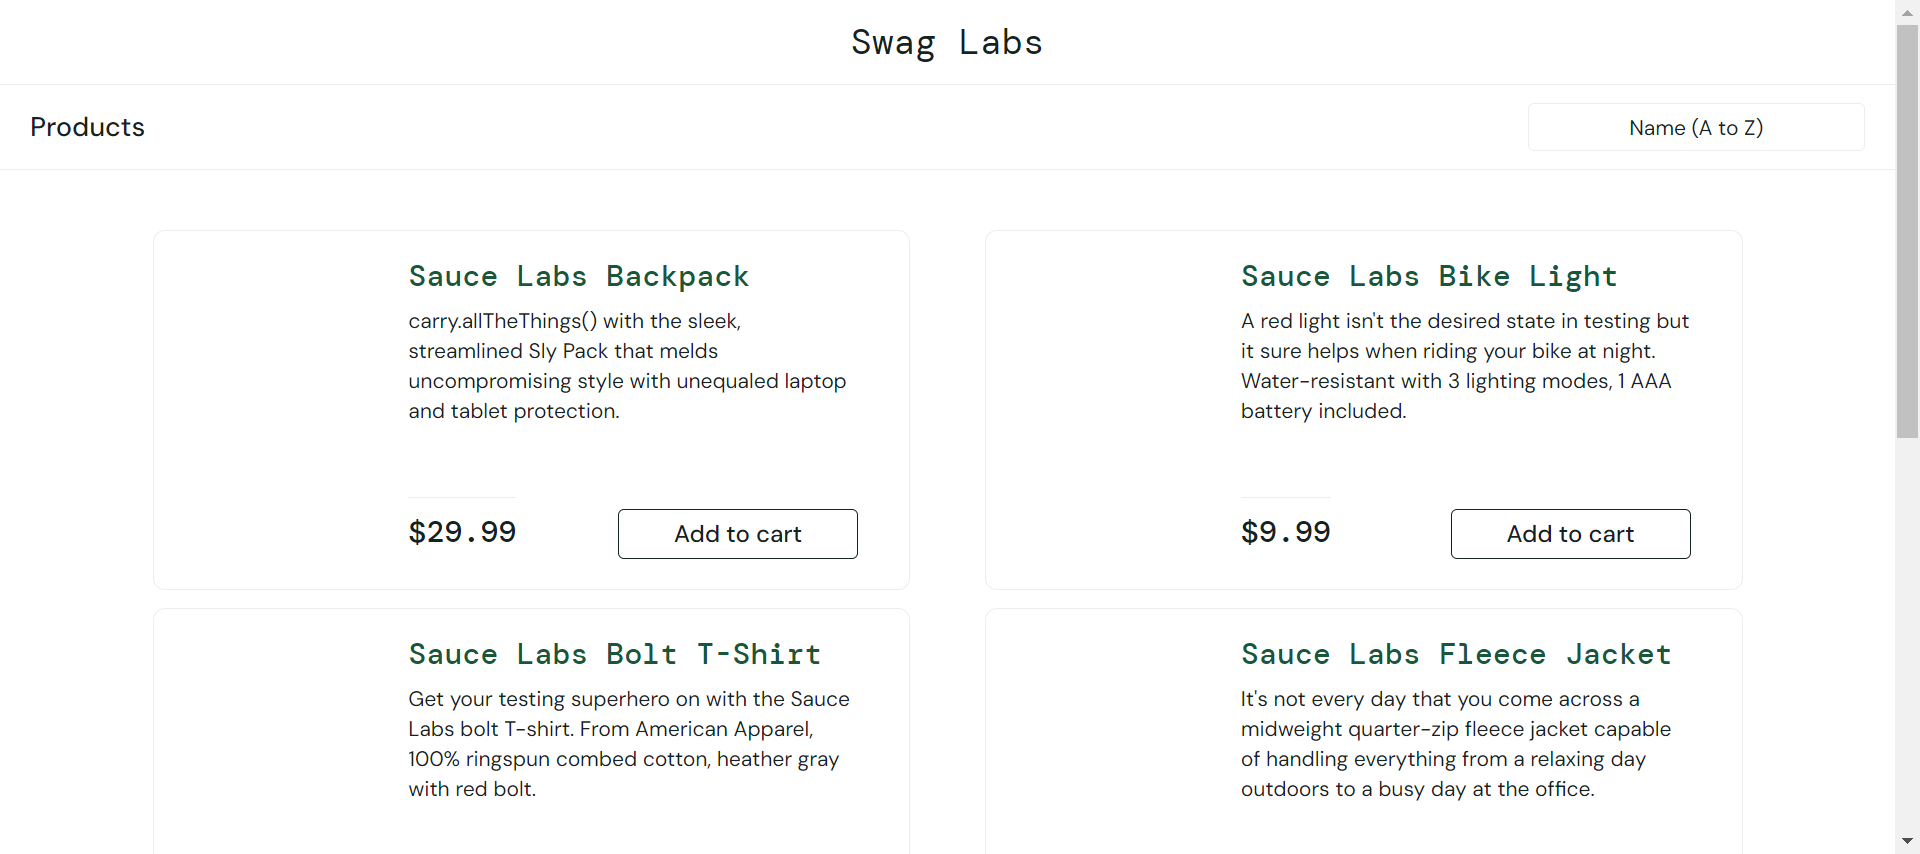 Swag Labs
Products
Name (A to Z)
Sauce Labs Backpack
carry.allTheThings() with the sleek,
streamlined Sly Pack that melds
uncompromising style with unequaled laptop
and tablet protection.
$29.99
Add to cart
Sauce Labs Bike Light
A red light isn't the desired state in testing but
it sure helps when riding your bike at night.
Water-resistant with 3 lighting modes, 1 AAA
battery included.
$9.99
Add to cart
Sauce Labs Bolt T-Shirt
Get your testing superhero on with the Sauce
Labs bolt T-shirt. From American Apparel,
100% ringspun combed cotton, heather gray
with red bolt.
Sauce Labs Fleece Jacket
It's not every day that you come across a
midweight quarter-zip fleece jacket capable
of handling everything from a relaxing day
outdoors to a busy day at the office.